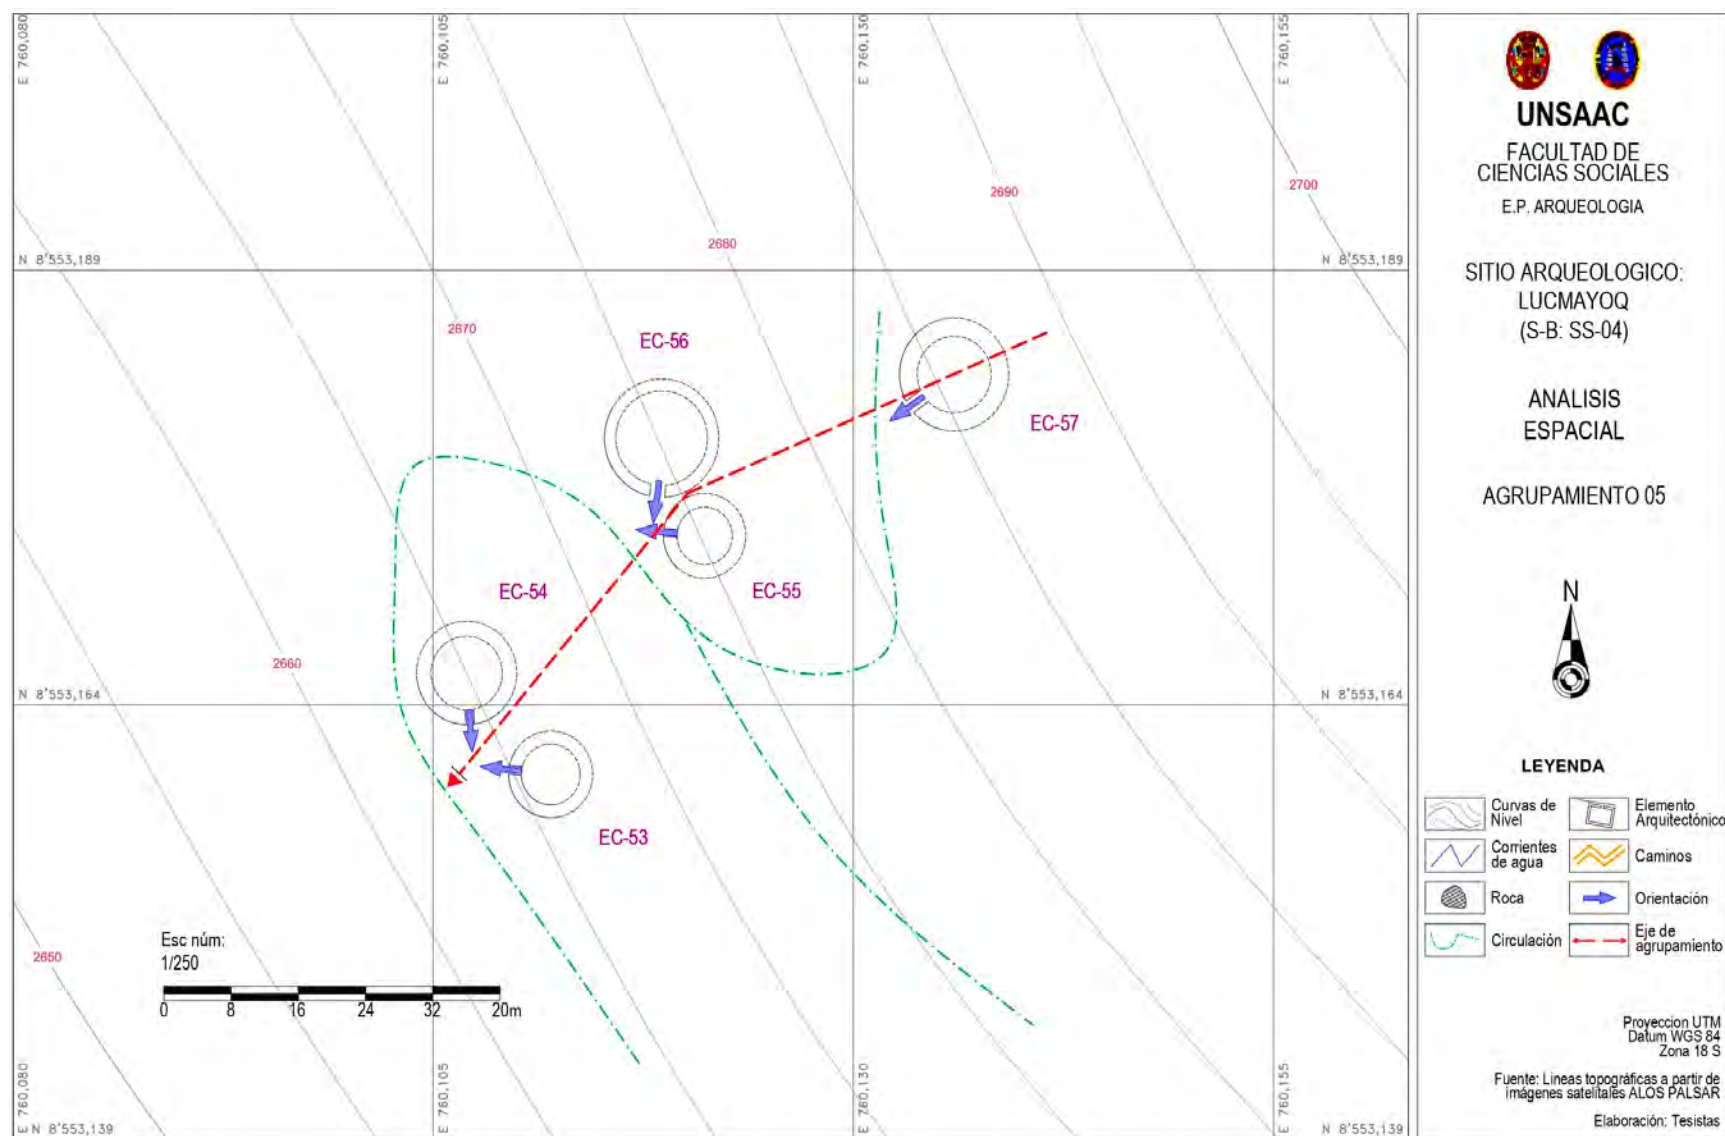 E 760,080
E 760,105
E 760,130
E 760,155
2700
2690
2680
N 8'553,189
N 8'553,189
2670
EC-56
EC-57
EC-54
EC-55
2660
N 8'553,164
N 8'553,164
EC-53
2650
Esc núm:
1/250
0 8 16 24 32 20m
E 760,080
E 760,105
E 760,130
E 760,155
N 8'553,139
N 8'553,139
UNSAAC
FACULTAD DE
CIENCIAS SOCIALES
E.P. ARQUEOLOGIA
SITIO ARQUEOLOGICO:
LUCMAYOQ
(S-B: SS-04)
ANALISIS
ESPACIAL
AGRUPAMIENTO 05
N
LEYENDA
Curvas de
Nivel
Elemento
Arquitectónico
Corrientes
de agua
Caminos
Roca
Orientación
Circulación
Eje de
agrupamiento
Proyeccion UTM
Datum WGS 84
Zona 18 S
Fuente: Lineas topográficas a partir de
imágenes satelitales ALOS PALSAR
Elaboración: Tesistas